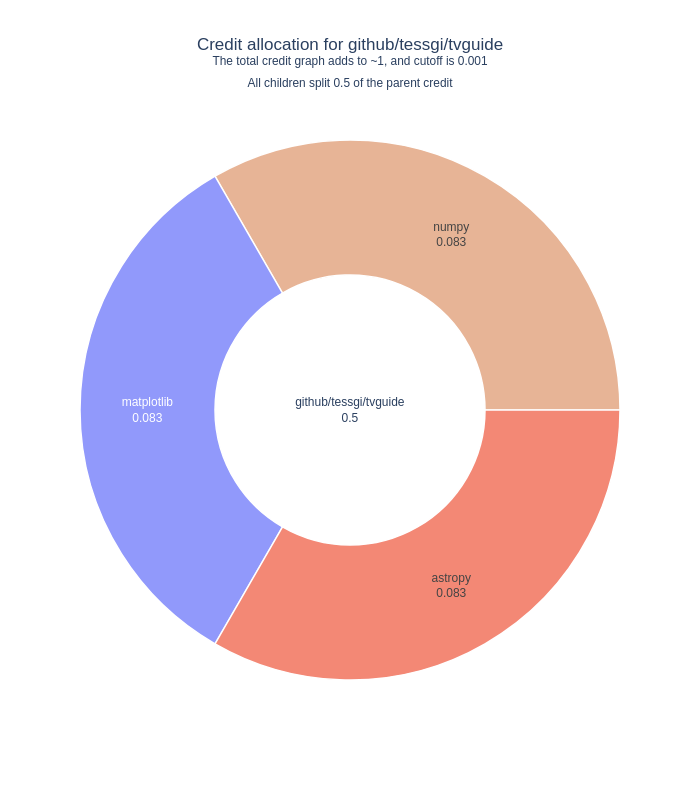 Credit allocation for github/tessgi/tvguide
The total credit graph adds to ~1, and cutoff is 0.001
All children split 0.5 of the parent credit
numpy
0.083
matplotlib
0.083
github/tessgi/tvguide
0.5
astropy
0.083